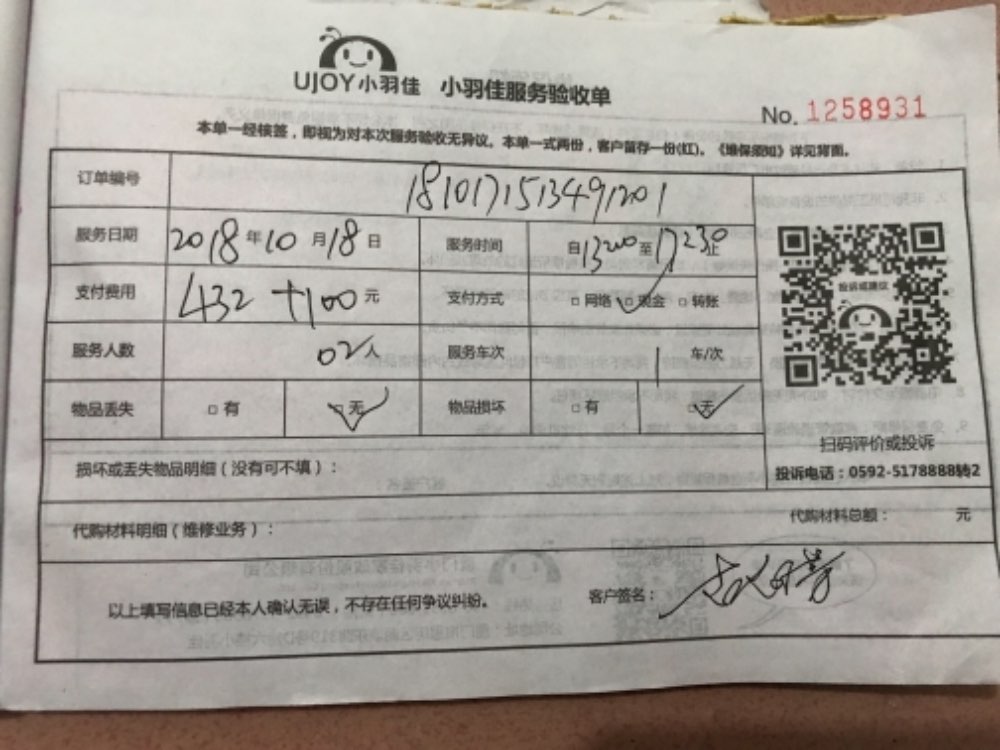 UJOY小羽佳 小羽佳服务验收单
No. 1258931
本单一经核签，即视为对本次服务验收无异议。本单一式两份，客户留存一份(红)。《维保须知》详见背面。
订单编号 1810171513491201
服务日期 2018年10月18日 服务时间 自1320至17230止
支付费用 432+100元 支付方式 □网络 □现金 □转账
服务人数 02人 服务车次 1 车/次
物品丢失 □有 □无 物品损坏 □有 □无
投诉或建议
扫码评价或投诉
投诉电话：0592-5178888转2
损坏或丢失物品明细（没有可不填）：
代购材料明细（维修业务）： 代购材料总额： 元
以上填写信息已经本人确认无误，不存在任何争议纠纷。 客户签名：